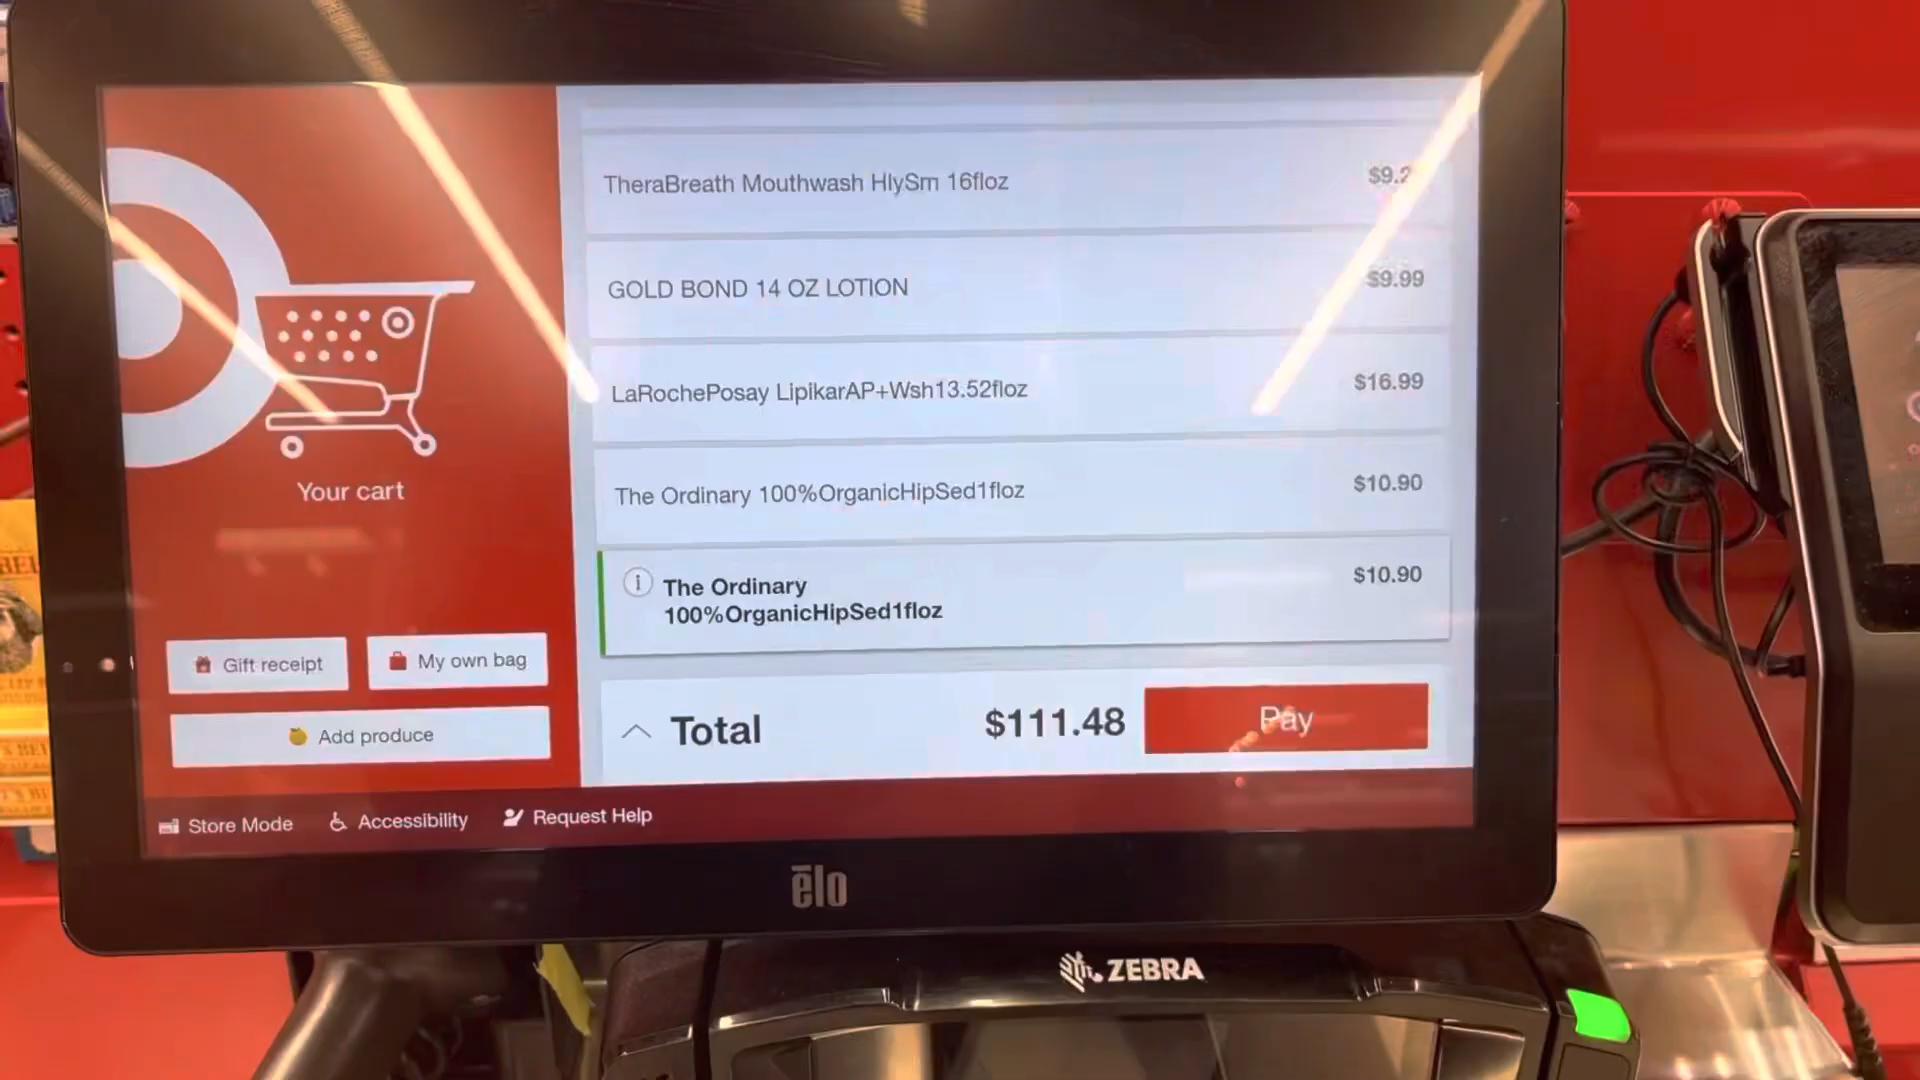 TheraBreath Mouthwash HlySm 16floz
$9.2
GOLD BOND 14 OZ LOTION
$9.99
LaRochePosay LipikarAP+Wsh13.52floz
$16.99
The Ordinary 100%OrganicHipSed1floz
$10.90
The Ordinary
100%OrganicHipSed1floz
$10.90
Your cart
Gift receipt
My own bag
Add produce
Total
$111.48
Pay
Store Mode
Accessibility
Request Help
elo
ZEBRA